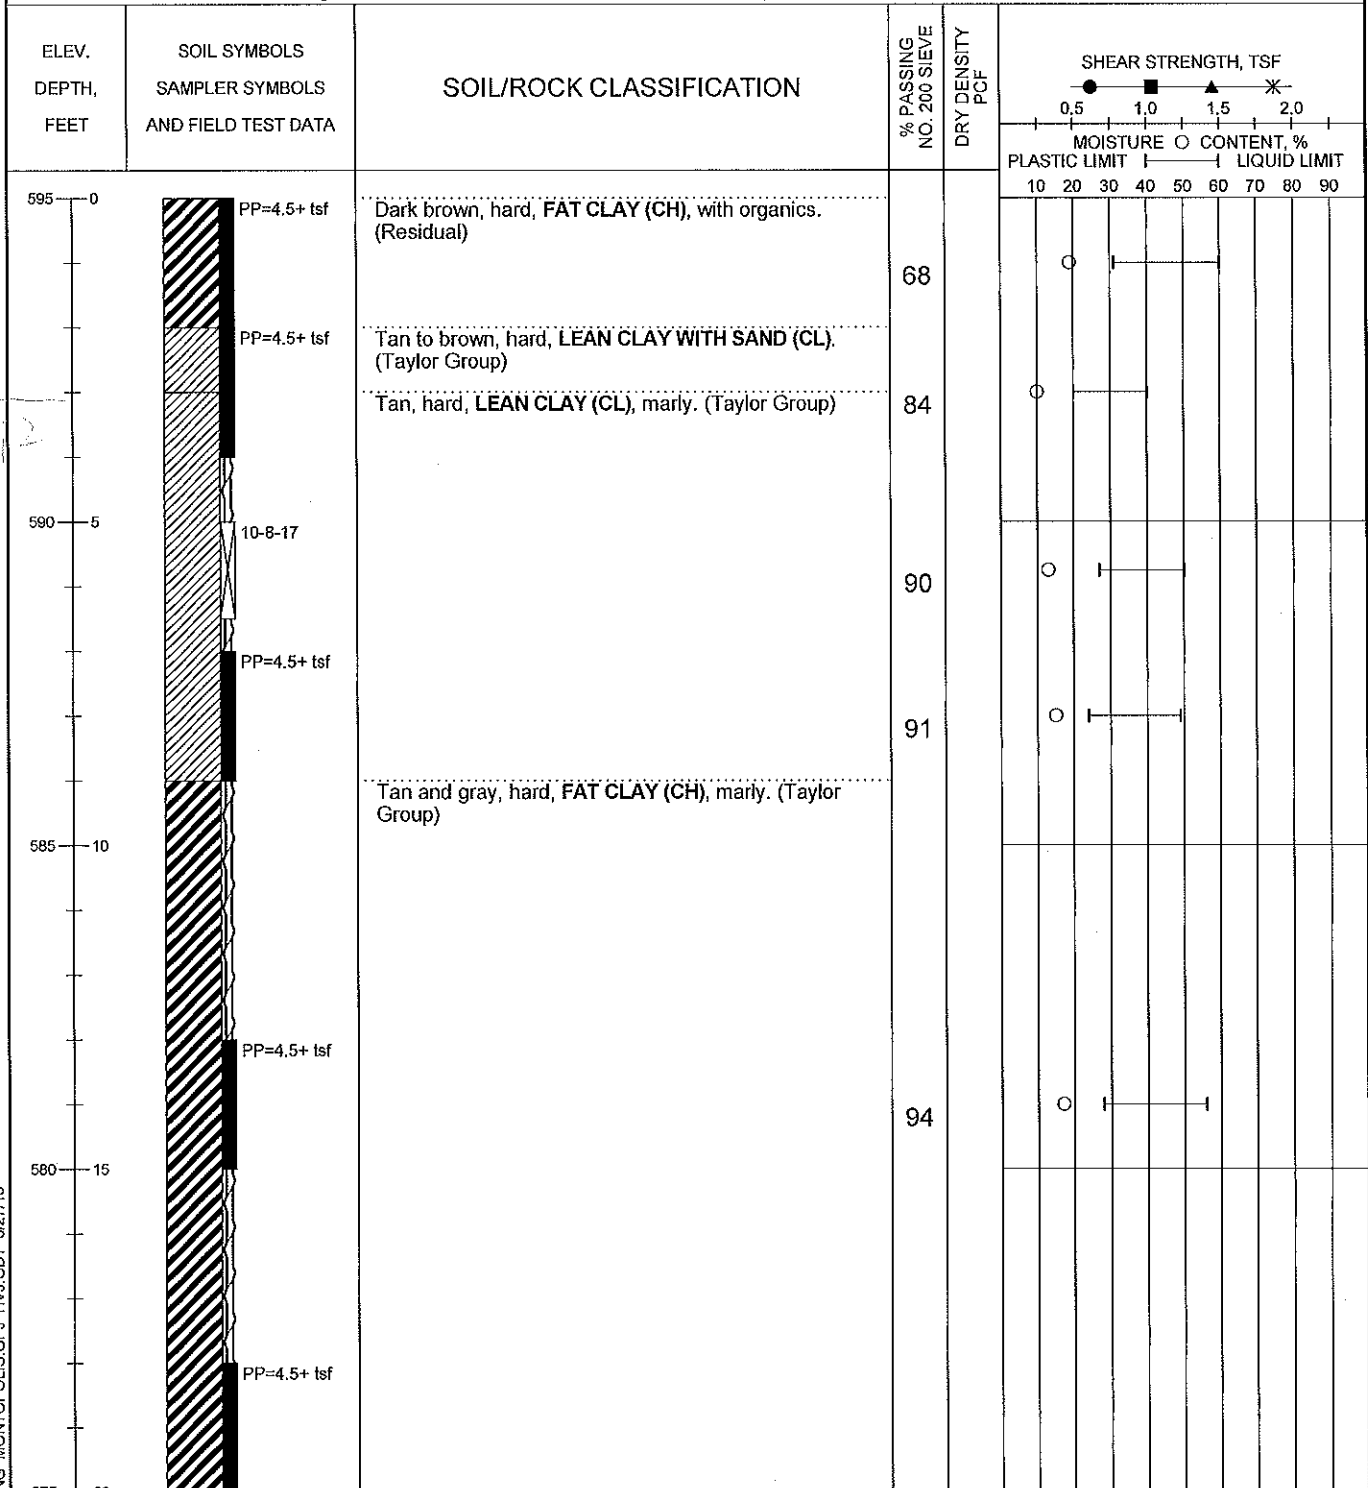 ELEV.
DEPTH,
FEET
SOIL SYMBOLS
SAMPLER SYMBOLS
AND FIELD TEST DATA
SOIL/ROCK CLASSIFICATION
% PASSING
NO. 200 SIEVE
DRY DENSITY
PCF
SHEAR STRENGTH, TSF
0.5 1.0 1.5 2.0
MOISTURE CONTENT, %
PLASTIC LIMIT LIQUID LIMIT
10 20 30 40 50 60 70 80 90
595 0
PP=4.5+ tsf
Dark brown, hard, FAT CLAY (CH), with organics.
(Residual)
68
PP=4.5+ tsf
Tan to brown, hard, LEAN CLAY WITH SAND (CL).
(Taylor Group)
Tan, hard, LEAN CLAY (CL), marly. (Taylor Group)
84
590 5
10-8-17
90
PP=4.5+ tsf
91
Tan and gray, hard, FAT CLAY (CH), marly. (Taylor
Group)
585 10
PP=4.5+ tsf
94
580 15
PP=4.5+ tsf